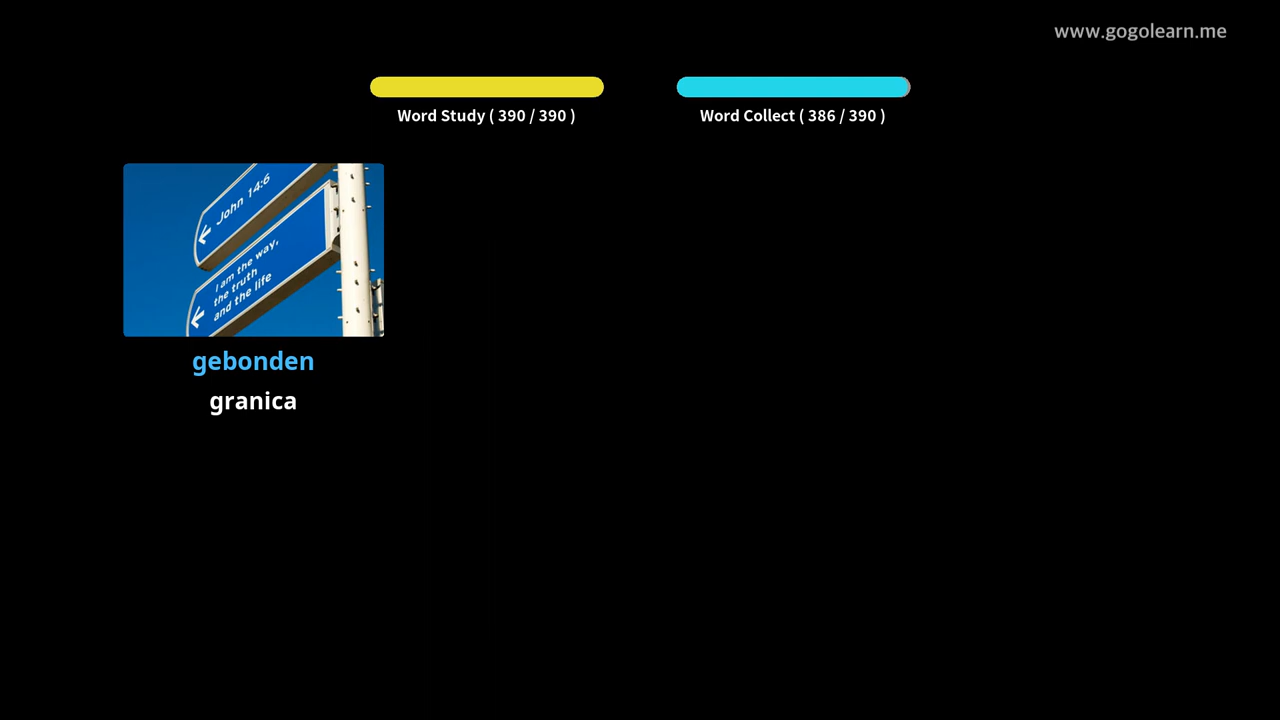 www.gogolearn.me
Word Study ( 390 / 390 )
Word Collect ( 386 / 390 )
John 14:6
I am the way,
the truth
and the life
gebonden
granica